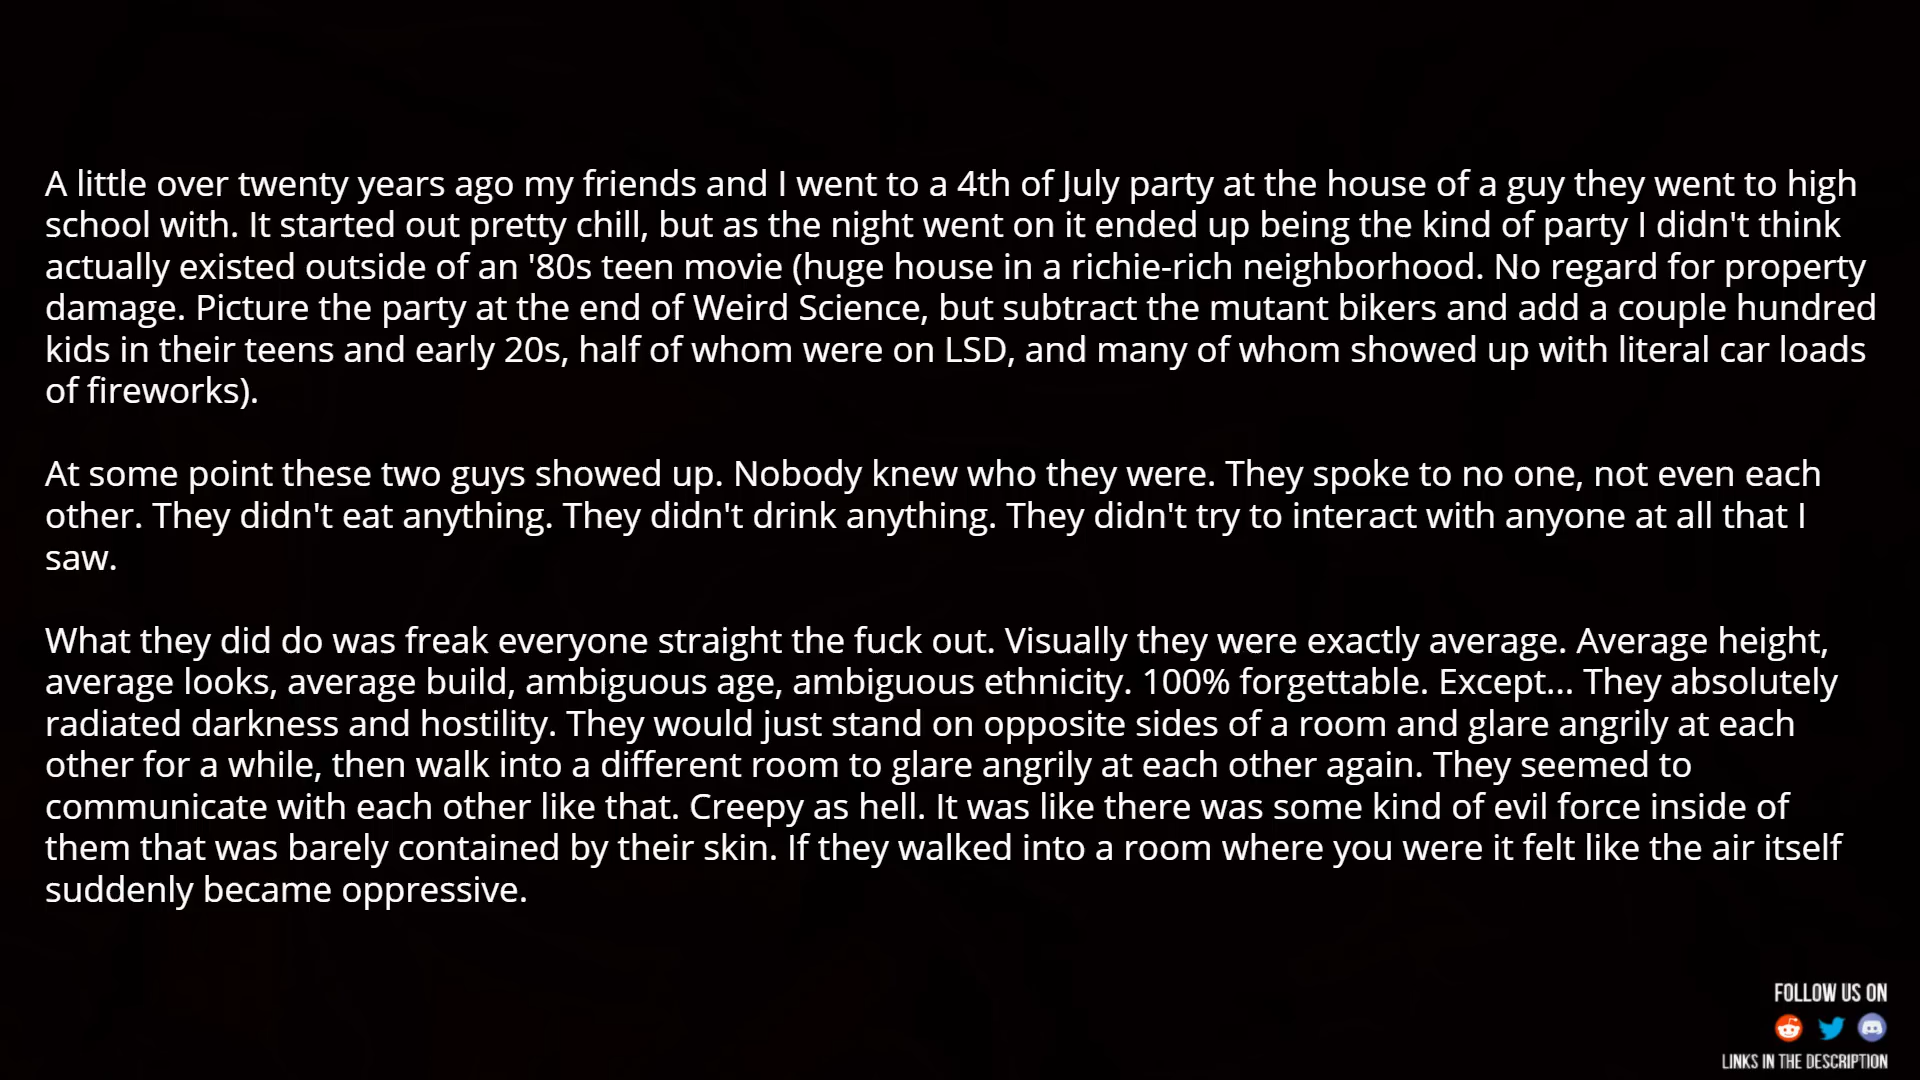 A little over twenty years ago my friends and I went to a 4th of July party at the house of a guy they went to high
school with. It started out pretty chill, but as the night went on it ended up being the kind of party I didn't think
actually existed outside of an '80s teen movie (huge house in a richie-rich neighborhood. No regard for property
damage. Picture the party at the end of Weird Science, but subtract the mutant bikers and add a couple hundred
kids in their teens and early 20s, half of whom were on LSD, and many of whom showed up with literal car loads
of fireworks).
At some point these two guys showed up. Nobody knew who they were. They spoke to no one, not even each
other. They didn't eat anything. They didn't drink anything. They didn't try to interact with anyone at all that I
saw.
What they did do was freak everyone straight the fuck out. Visually they were exactly average. Average height,
average looks, average build, ambiguous age, ambiguous ethnicity. 100% forgettable. Except... They absolutely
radiated darkness and hostility. They would just stand on opposite sides of a room and glare angrily at each
other for a while, then walk into a different room to glare angrily at each other again. They seemed to
communicate with each other like that. Creepy as hell. It was like there was some kind of evil force inside of
them that was barely contained by their skin. If they walked into a room where you were it felt like the air itself
suddenly became oppressive.
FOLLOW US ON
LINKS IN THE DESCRIPTION